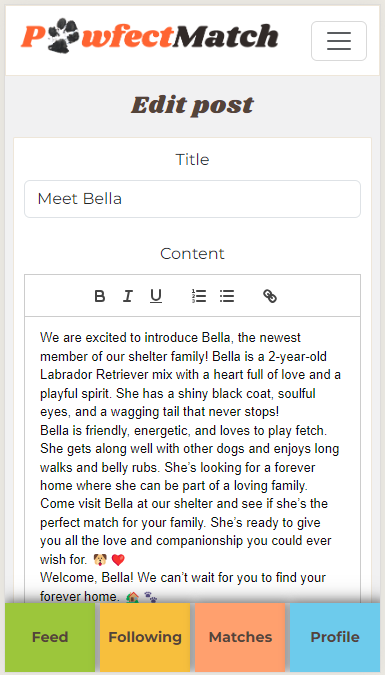 PawfectMatch
Edit post
Title
Meet Bella
Content
B I U
We are excited to introduce Bella, the newest
member of our shelter family! Bella is a 2-year-old
Labrador Retriever mix with a heart full of love and a
playful spirit. She has a shiny black coat, soulful
eyes, and a wagging tail that never stops!
Bella is friendly, energetic, and loves to play fetch.
She gets along well with other dogs and enjoys long
walks and belly rubs. She’s looking for a forever
home where she can be part of a loving family.
Come visit Bella at our shelter and see if she’s the
perfect match for your family. She’s ready to give
you all the love and companionship you could ever
wish for. 🐶 ❤️
Welcome, Bella! We can’t wait for you to find your
forever home. 🏡 🐾
Feed Following Matches Profile